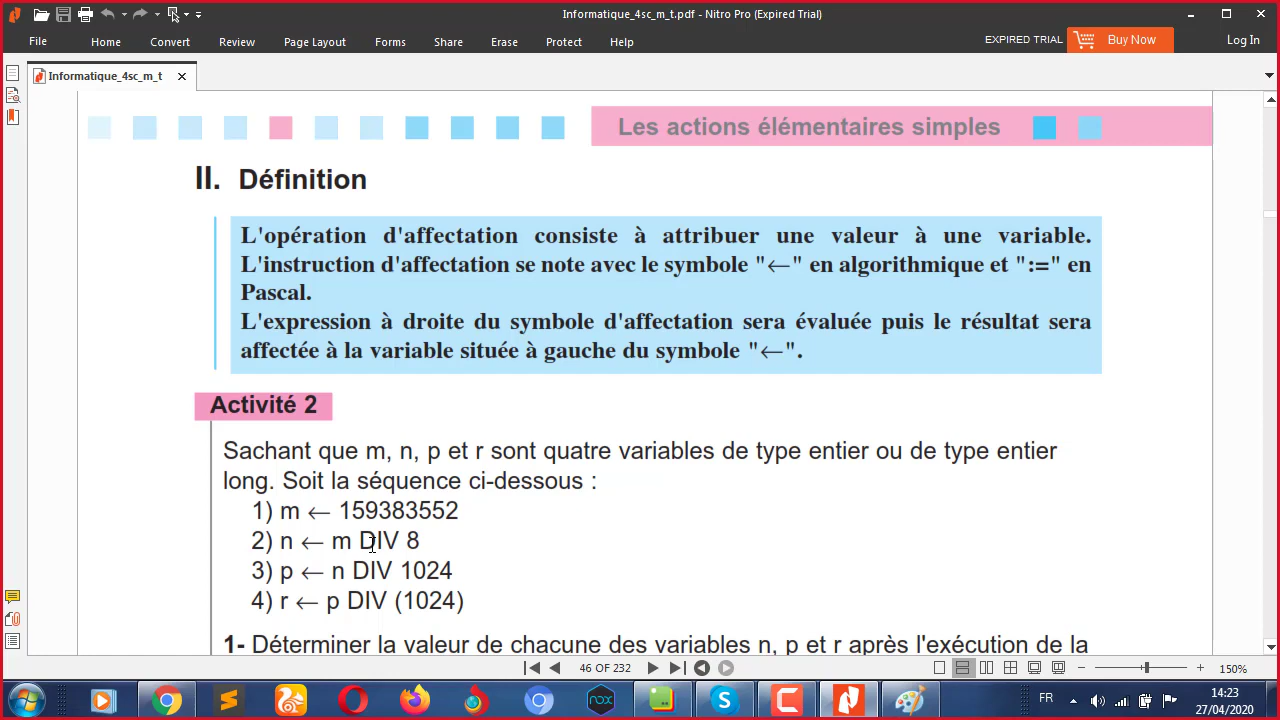 Informatique_4sc_m_t.pdf - Nitro Pro (Expired Trial)
File Home Convert Review Page Layout Forms Share Erase Protect Help EXPIRED TRIAL Buy Now Log In
Informatique_4sc_m_t
Les actions élémentaires simples
II. Définition
L'opération d'affectation consiste à attribuer une valeur à une variable.
L'instruction d'affectation se note avec le symbole "←" en algorithmique et ":=" en
Pascal.
L'expression à droite du symbole d'affectation sera évaluée puis le résultat sera
affectée à la variable située à gauche du symbole "←".
Activité 2
Sachant que m, n, p et r sont quatre variables de type entier ou de type entier
long. Soit la séquence ci-dessous :
1) m ← 159383552
2) n ← m DIV 8
3) p ← n DIV 1024
4) r ← p DIV (1024)
1- Déterminer la valeur de chacune des variables n, p et r après l'exécution de la
46 OF 232 150%
FR 14:23
27/04/2020